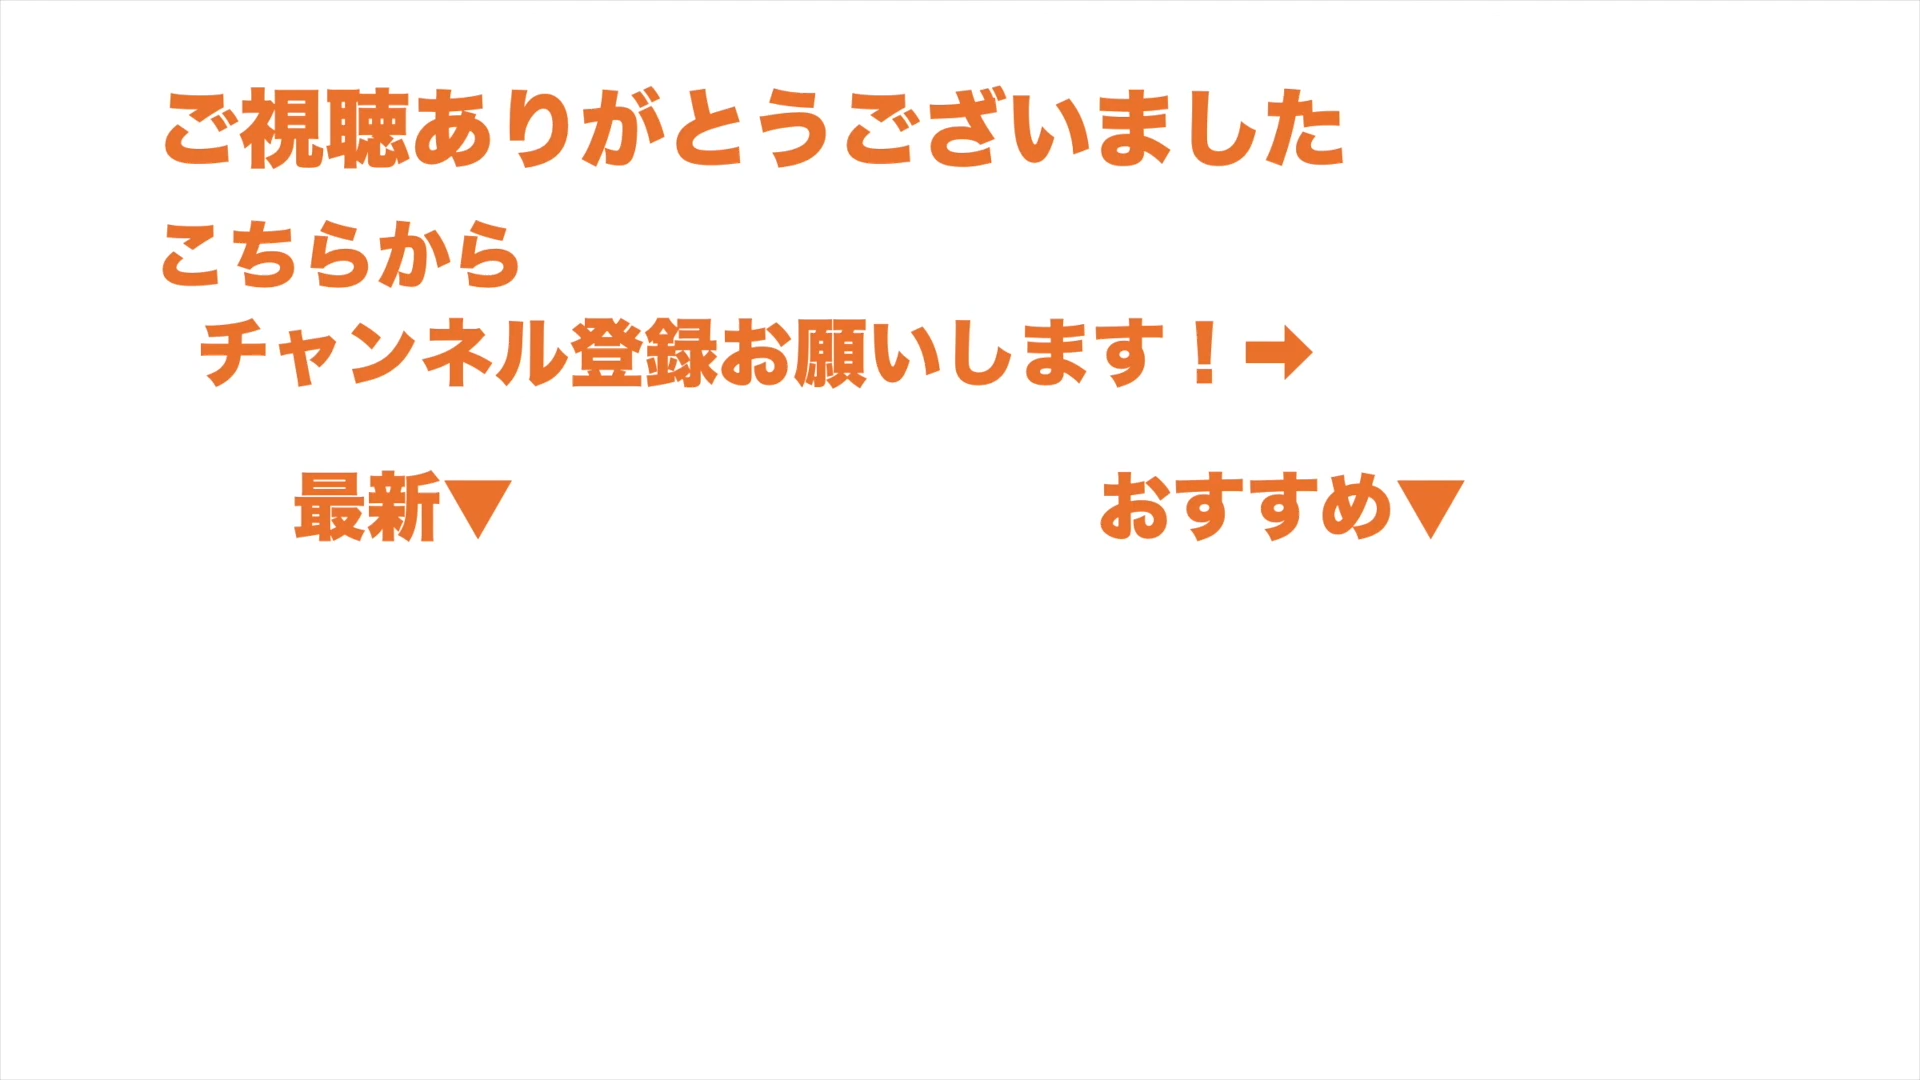 ご視聴ありがとうございました
こちらから
チャンネル登録お願いします！➡
最新▼
おすすめ▼